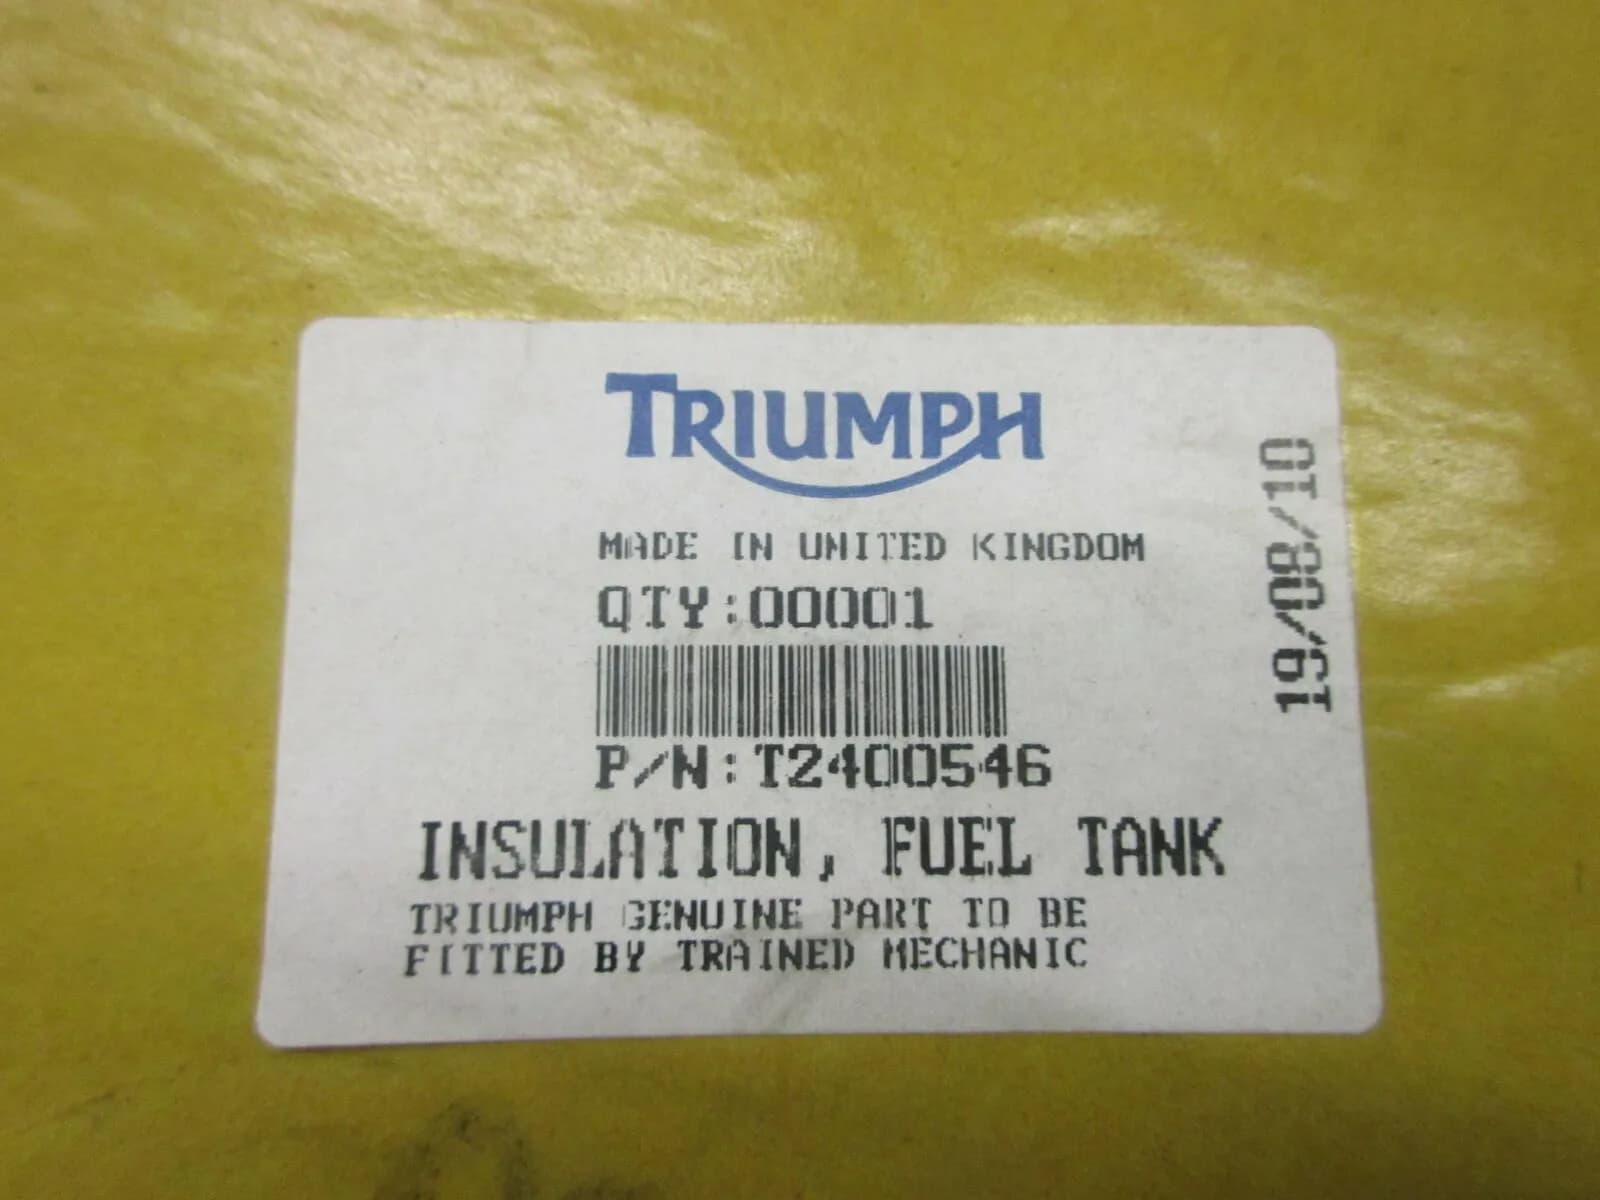 TRIUMPH
MADE IN UNITED KINGDOM
QTY:00001
P/N:T2400546
INSULATION, FUEL TANK
TRIUMPH GENUINE PART TO BE
FITTED BY TRAINED MECHANIC
19/08/10